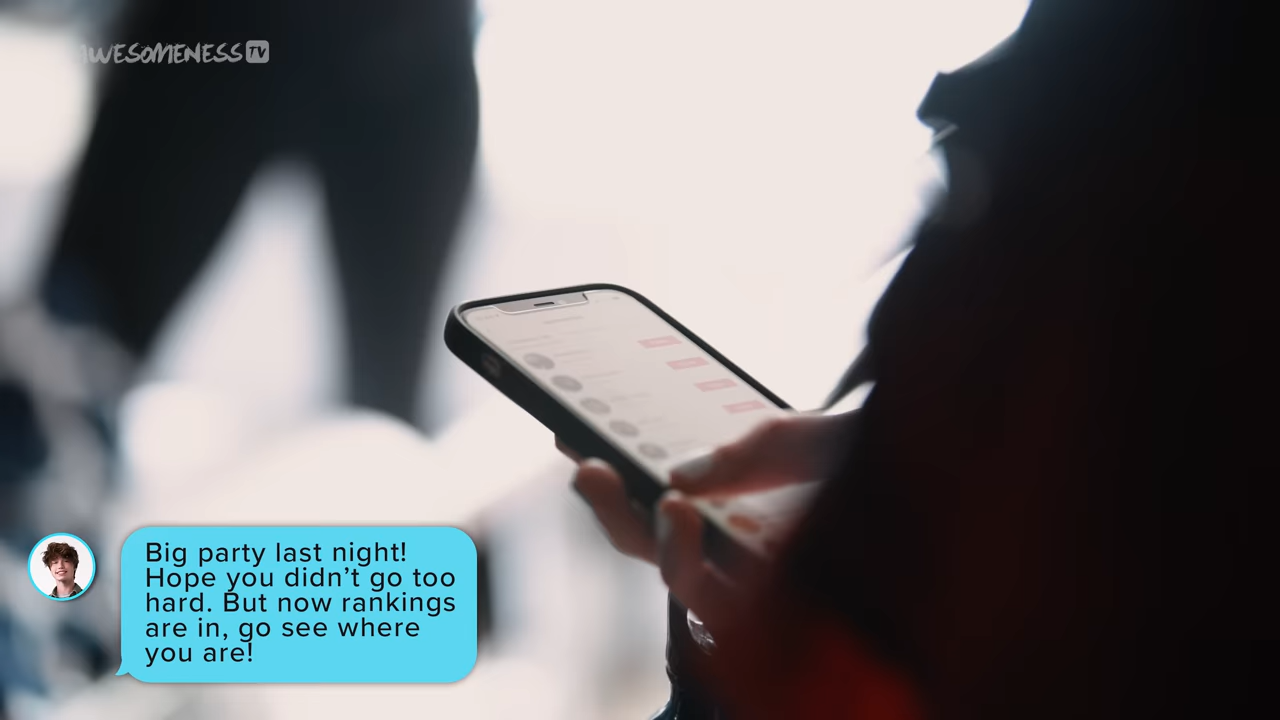 AWESOMENESS TV
Big party last night!
Hope you didn't go too
hard. But now rankings
are in, go see where
you are!